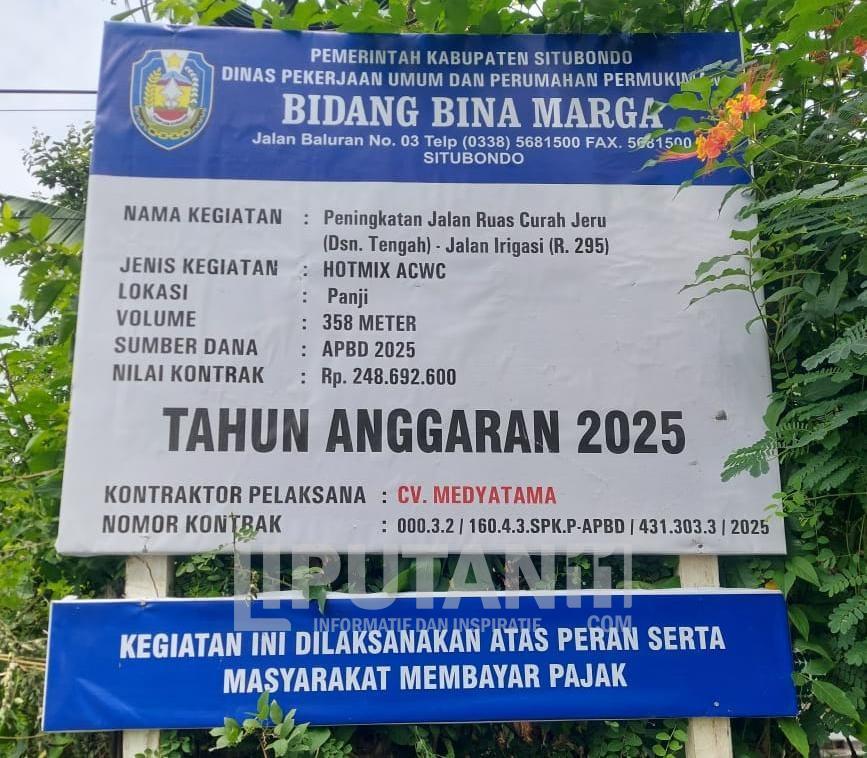 PEMERINTAH KABUPATEN SITUBONDO
DINAS PEKERJAAN UMUM DAN PERUMAHAN PERMUKIMAN
BIDANG BINA MARGA
Jalan Baluran No. 03 Telp (0338) 5681500 FAX. 5681500
SITUBONDO
NAMA KEGIATAN : Peningkatan Jalan Ruas Curah Jeru
(Dsn. Tengah) - Jalan Irigasi (R. 295)
JENIS KEGIATAN : HOTMIX ACWC
LOKASI : Panji
VOLUME : 358 METER
SUMBER DANA : APBD 2025
NILAI KONTRAK : Rp. 248.692.600
TAHUN ANGGARAN 2025
KONTRAKTOR PELAKSANA : CV. MEDYATAMA
NOMOR KONTRAK : 000.3.2 / 160.4.3.SPK.P-APBD / 431.303.3 / 2025
LIPUTAN11
INFORMATIF DAN INSPIRATIF .COM
KEGIATAN INI DILAKSANAKAN ATAS PERAN SERTA
MASYARAKAT MEMBAYAR PAJAK